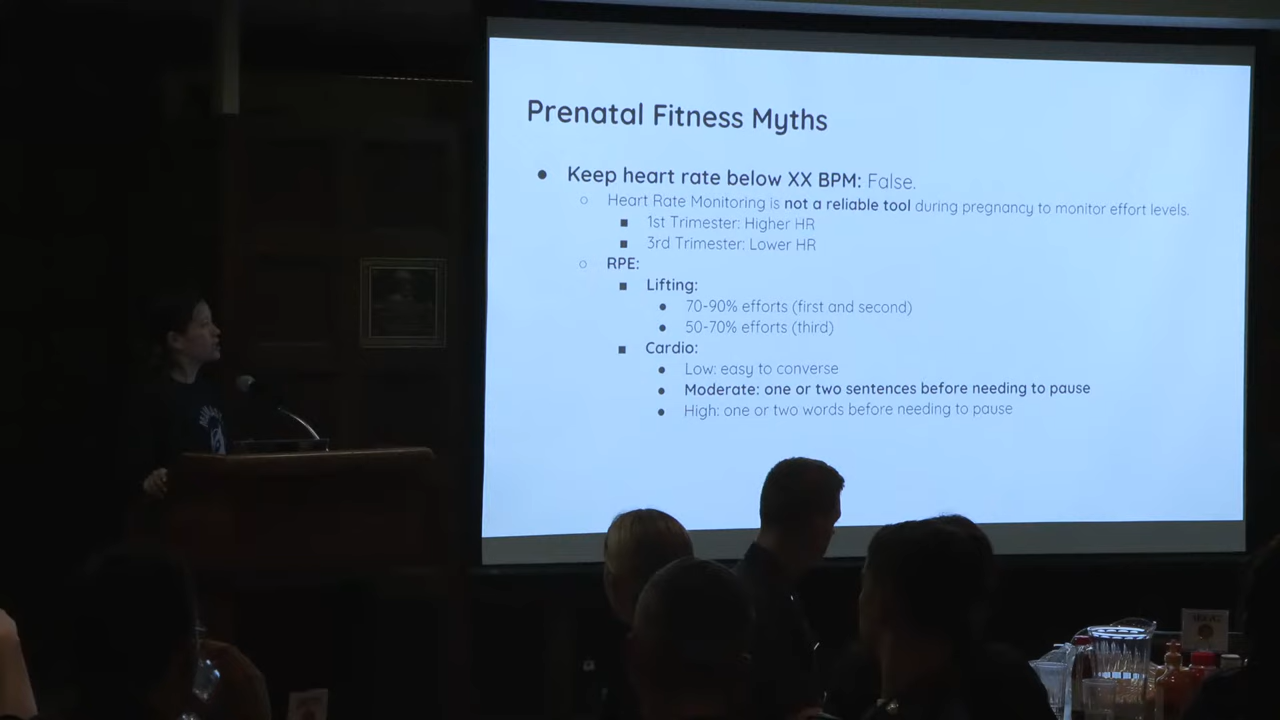 Prenatal Fitness Myths
● Keep heart rate below XX BPM: False.
○ Heart Rate Monitoring is not a reliable tool during pregnancy to monitor effort levels.
■ 1st Trimester: Higher HR
■ 3rd Trimester: Lower HR
○ RPE:
■ Lifting:
● 70-90% efforts (first and second)
● 50-70% efforts (third)
■ Cardio:
● Low: easy to converse
● Moderate: one or two sentences before needing to pause
● High: one or two words before needing to pause